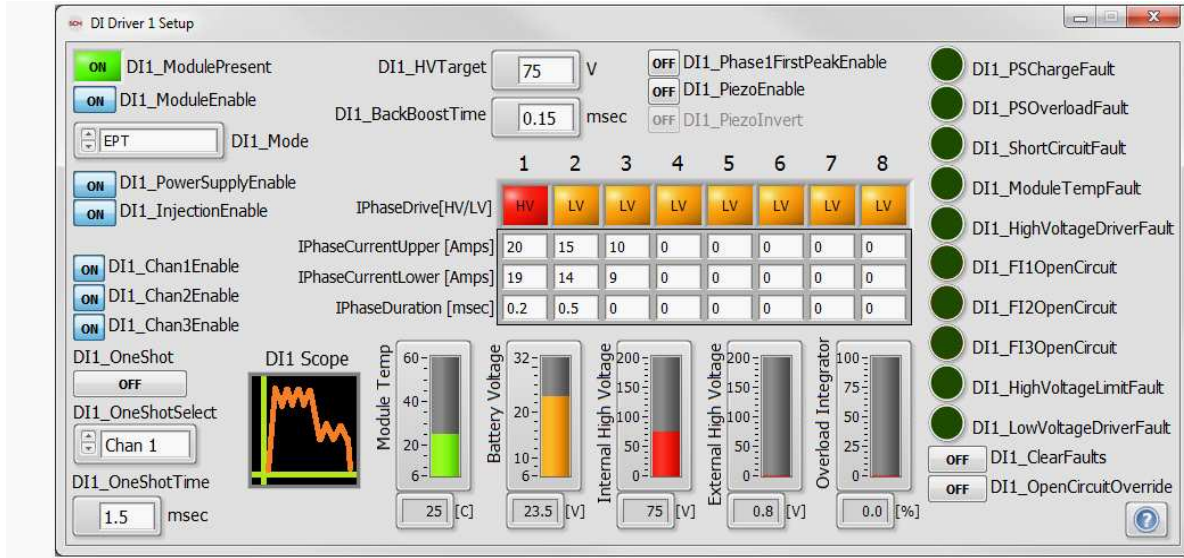 SCH DI Driver 1 Setup
ON DI1_ModulePresent
ON DI1_ModuleEnable
EPT DI1_Mode
ON DI1_PowerSupplyEnable
ON DI1_InjectionEnable
ON DI1_Chan1Enable
ON DI1_Chan2Enable
ON DI1_Chan3Enable
DI1_OneShot
OFF
DI1_OneShotSelect
Chan 1
DI1_OneShotTime
1.5 msec
DI1_HVTarget 75 V
DI1_BackBoostTime 0.15 msec
OFF DI1_Phase1FirstPeakEnable
OFF DI1_PiezoEnable
OFF DI1_PiezoInvert
1 2 3 4 5 6 7 8
IPhaseDrive[HV/LV] HV LV LV LV LV LV LV LV
IPhaseCurrentUpper [Amps] 20 15 10 0 0 0 0 0
IPhaseCurrentLower [Amps] 19 14 9 0 0 0 0 0
IPhaseDuration [msec] 0.2 0.5 0 0 0 0 0 0
DI1 Scope
Module Temp
60
40
20
6
25 [C]
Battery Voltage
32
20
10
6
23.5 [V]
Internal High Voltage
200
150
100
50
0
75 [V]
External High Voltage
200
150
100
50
0
0.8 [V]
Overload Integrator
100
75
50
25
0
0.0 [%]
DI1_PSChargeFault
DI1_PSOverloadFault
DI1_ShortCircuitFault
DI1_ModuleTempFault
DI1_HighVoltageDriverFault
DI1_FI1OpenCircuit
DI1_FI2OpenCircuit
DI1_FI3OpenCircuit
DI1_HighVoltageLimitFault
DI1_LowVoltageDriverFault
OFF DI1_ClearFaults
OFF DI1_OpenCircuitOverride
?